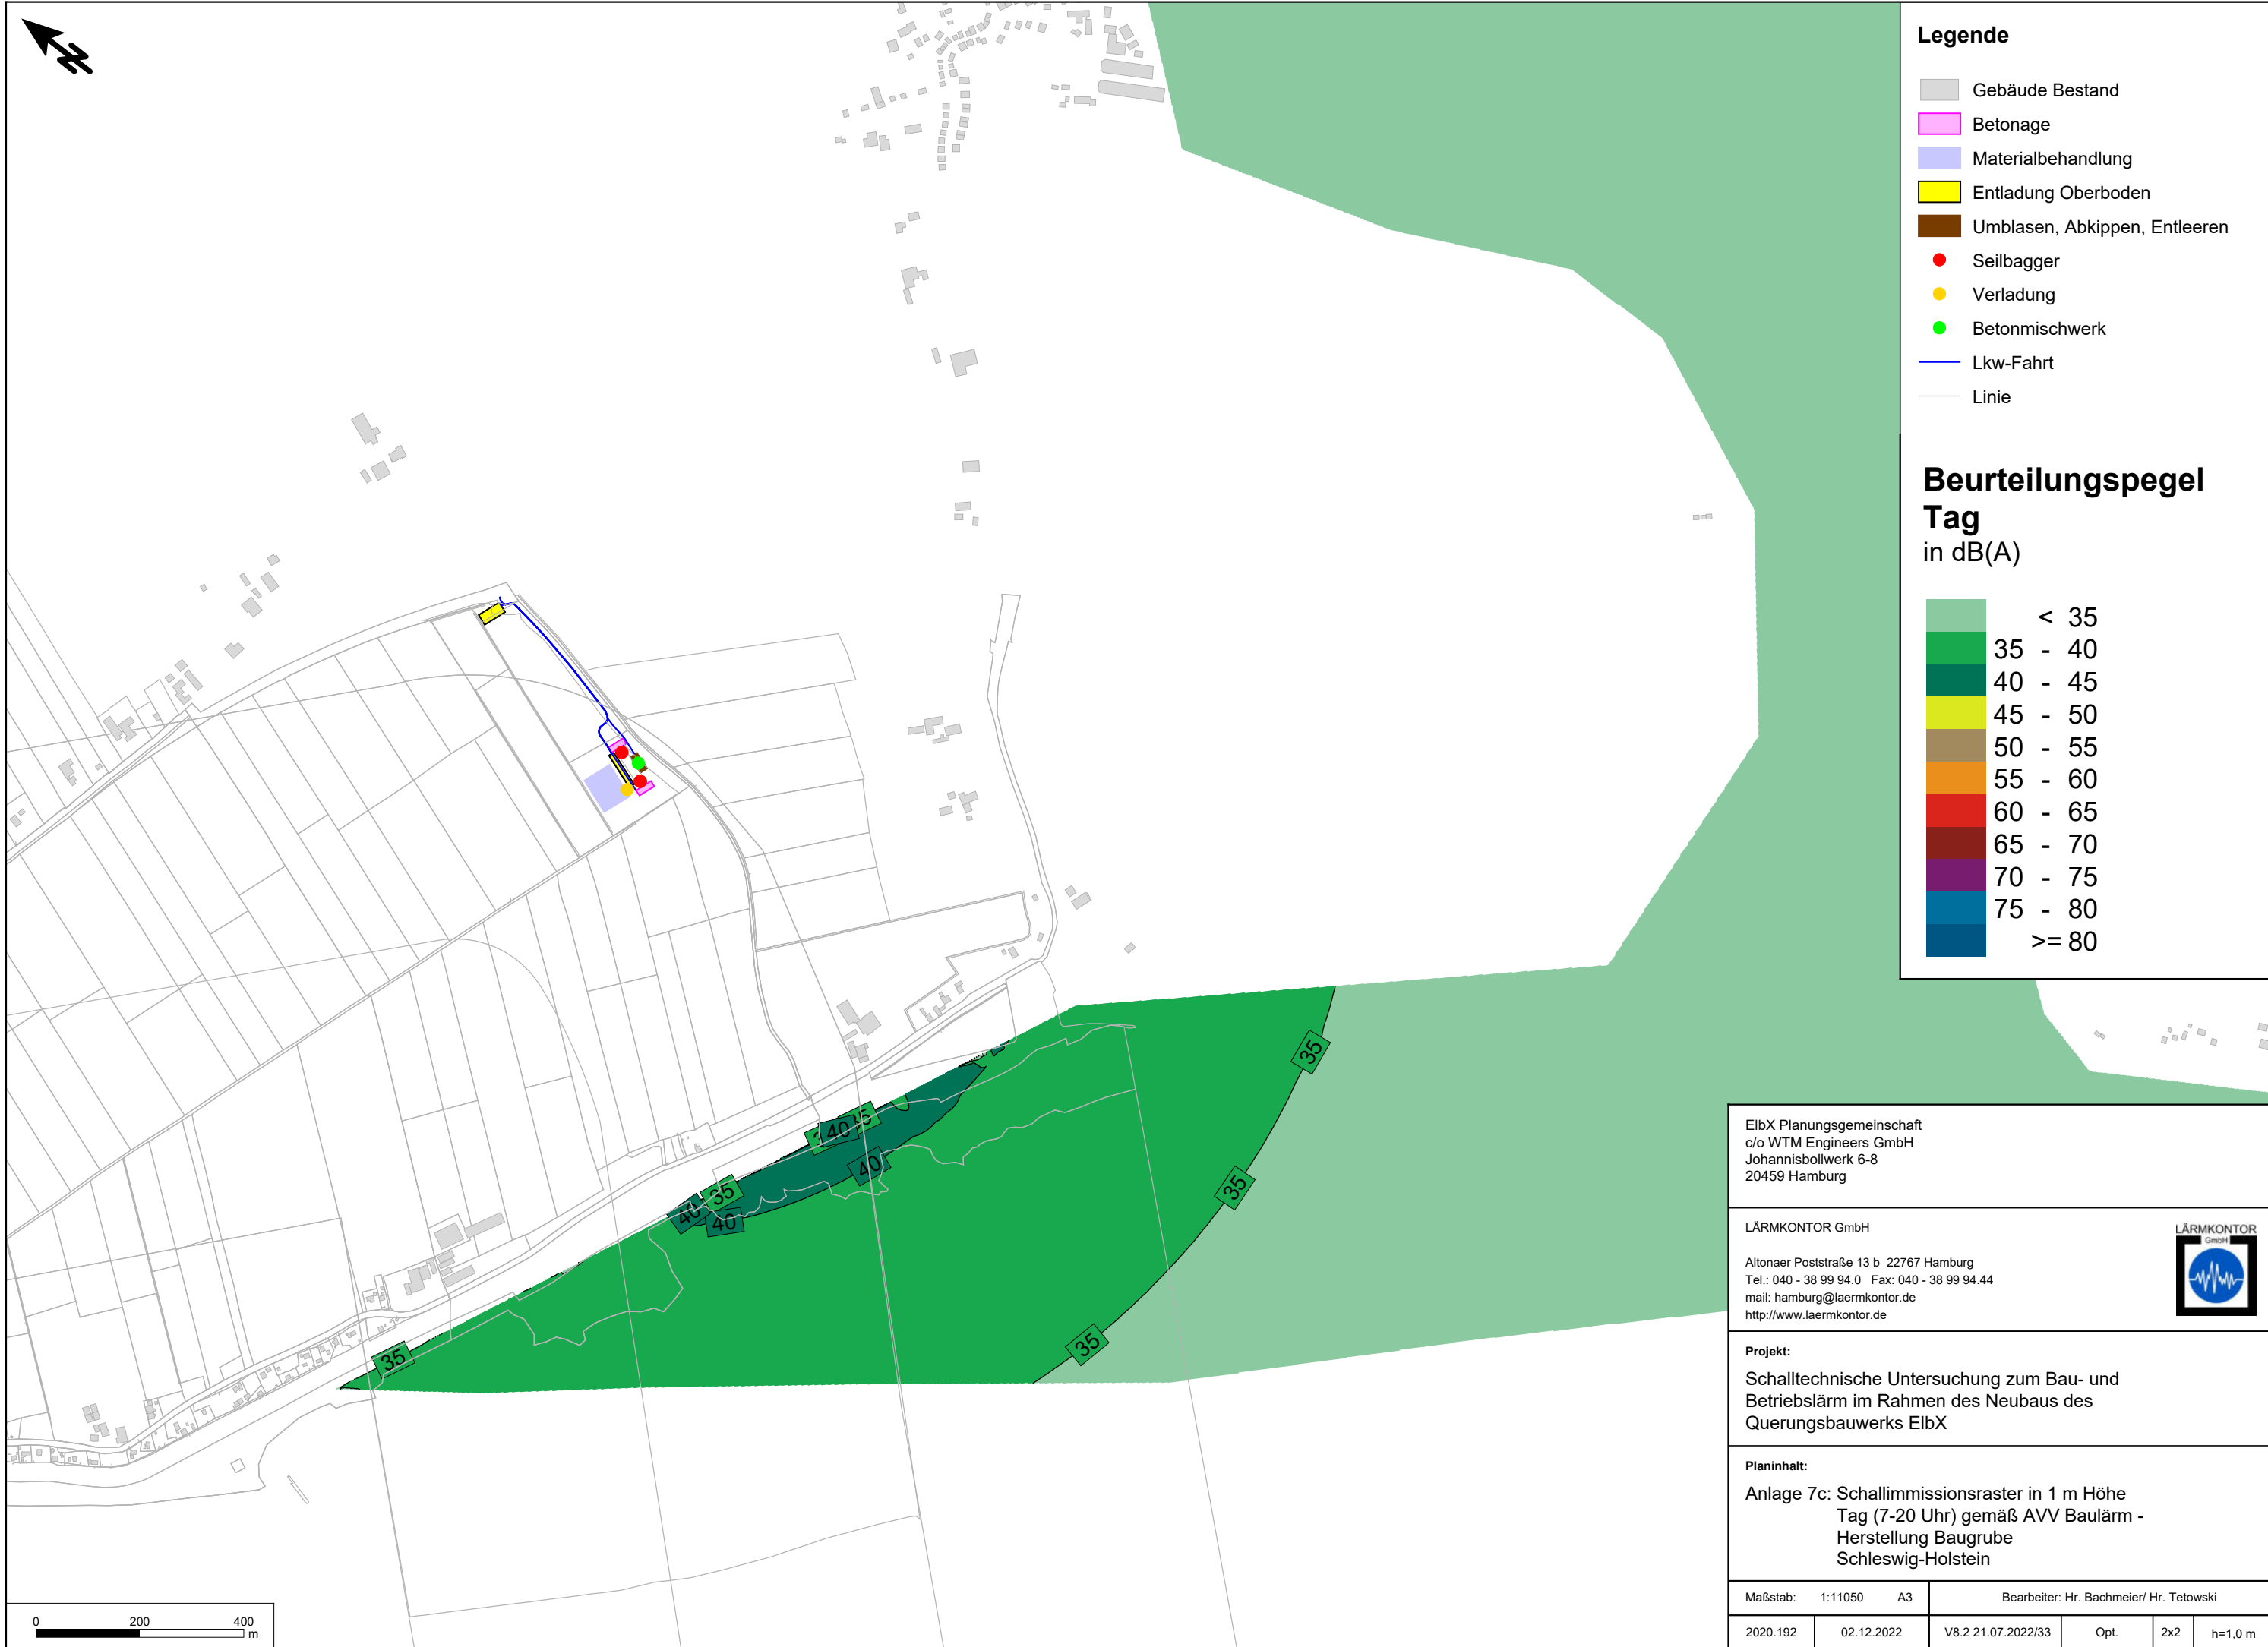 N
Legende
Gebäude Bestand
Betonage
Materialbehandlung
Entladung Oberboden
Umblasen, Abkippen, Entleeren
Seilbagger
Verladung
Betonmischwerk
Lkw-Fahrt
Linie
Beurteilungspegel
Tag
in dB(A)
< 35
35 - 40
40 - 45
45 - 50
50 - 55
55 - 60
60 - 65
65 - 70
70 - 75
75 - 80
>= 80
35
40
35
40
35
40
40
35
35
35
ElbX Planungsgemeinschaft
c/o WTM Engineers GmbH
Johannisbollwerk 6-8
20459 Hamburg
LÄRMKONTOR GmbH
Altonaer Poststraße 13 b 22767 Hamburg
Tel.: 040 - 38 99 94.0 Fax: 040 - 38 99 94.44
mail: hamburg@laermkontor.de
http://www.laermkontor.de
LÄRMKONTOR
GmbH
Projekt:
Schalltechnische Untersuchung zum Bau- und
Betriebslärm im Rahmen des Neubaus des
Querungsbauwerks ElbX
Planinhalt:
Anlage 7c: Schallimmissionsraster in 1 m Höhe
Tag (7-20 Uhr) gemäß AVV Baulärm -
Herstellung Baugrube
Schleswig-Holstein
Maßstab: 1:11050 A3 Bearbeiter: Hr. Bachmeier/ Hr. Tetowski
2020.192 02.12.2022 V8.2 21.07.2022/33 Opt. 2x2 h=1,0 m
0 200 400
m